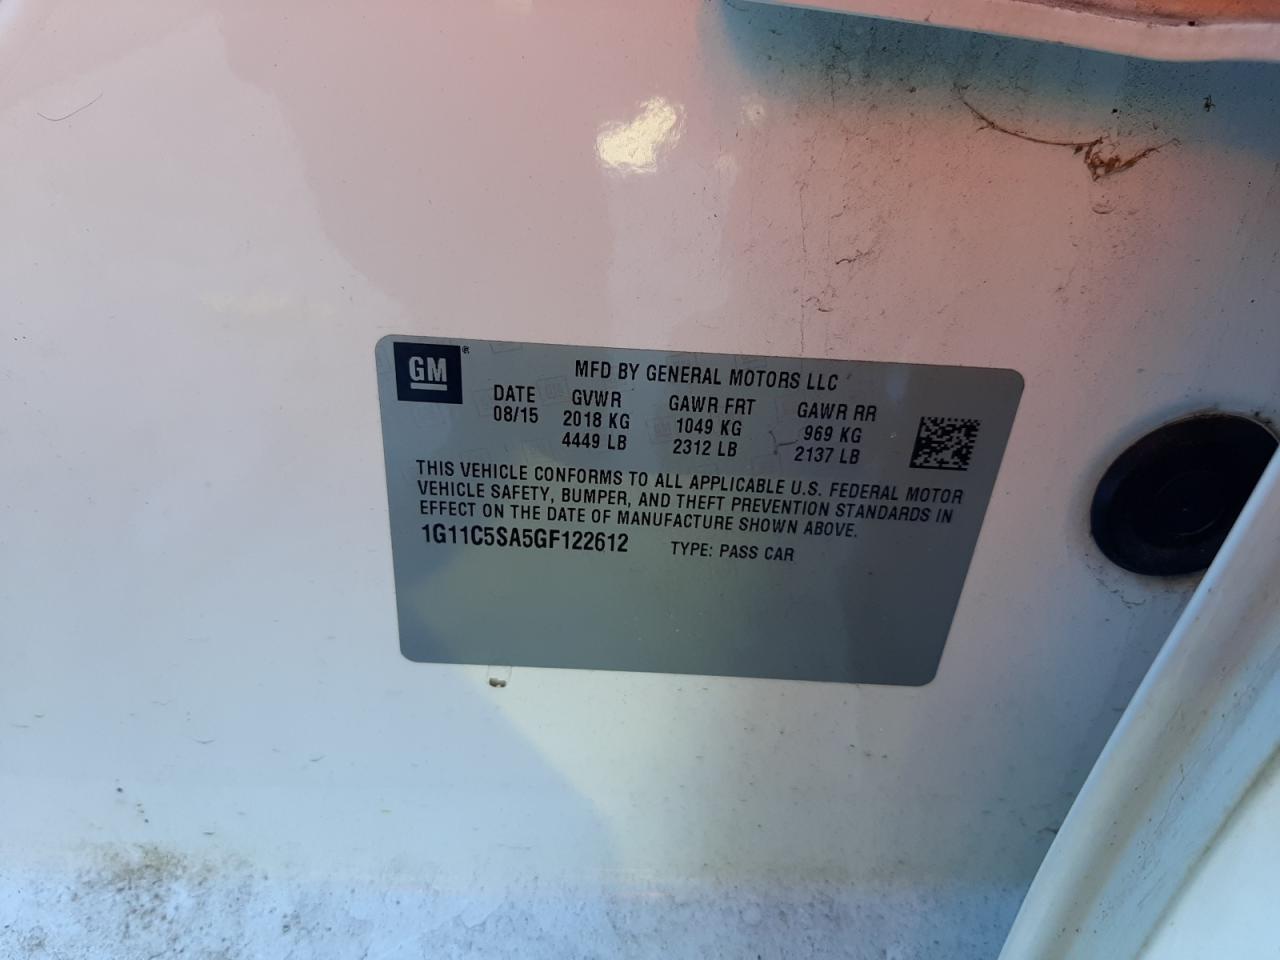 GM®
MFD BY GENERAL MOTORS LLC
DATE GVWR GAWR FRT GAWR RR
08/15 2018 KG 1049 KG 969 KG
4449 LB 2312 LB 2137 LB
THIS VEHICLE CONFORMS TO ALL APPLICABLE U.S. FEDERAL MOTOR
VEHICLE SAFETY, BUMPER, AND THEFT PREVENTION STANDARDS IN
EFFECT ON THE DATE OF MANUFACTURE SHOWN ABOVE.
1G11C5SA5GF122612 TYPE: PASS CAR